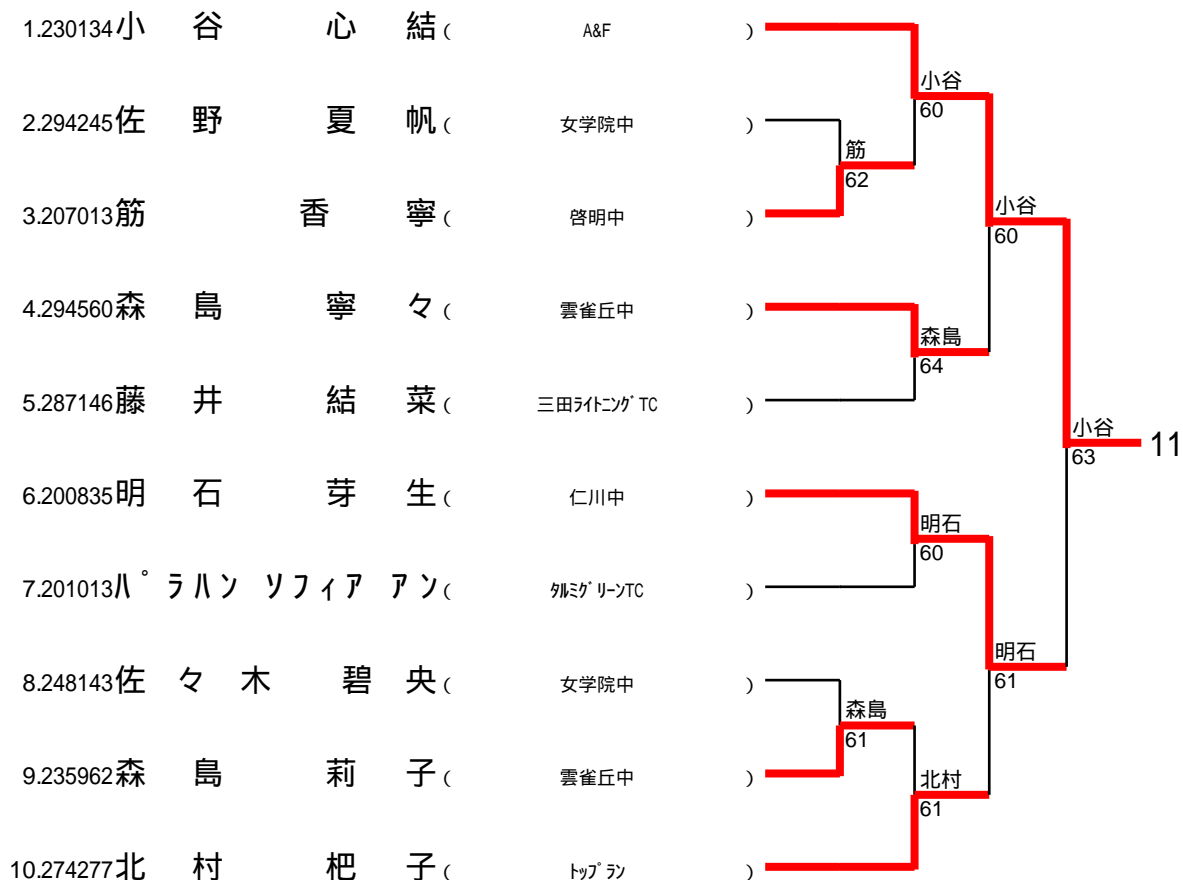 1.230134小谷 心結( A&F )
小谷
60
2.294245佐野 夏帆( 女学院中 )
筋
62
3.207013筋 香寧( 啓明中 )
小谷
60
4.294560森島 寧々( 雲雀丘中 )
森島
64
5.287146藤井 結菜( 三田ﾗｲﾄﾆﾝｸﾞTC )
小谷
63
11
6.200835明石 芽生( 仁川中 )
明石
60
7.201013ﾊﾟﾗﾊﾝ ｿﾌｨｱ ｱﾝ( ﾀﾙﾐｸﾞﾘｰﾝTC )
明石
61
8.248143佐々木 碧央( 女学院中 )
森島
61
9.235962森島 莉子( 雲雀丘中 )
北村
61
10.274277北村 杷子( ﾄｯﾌﾟﾗﾝ )